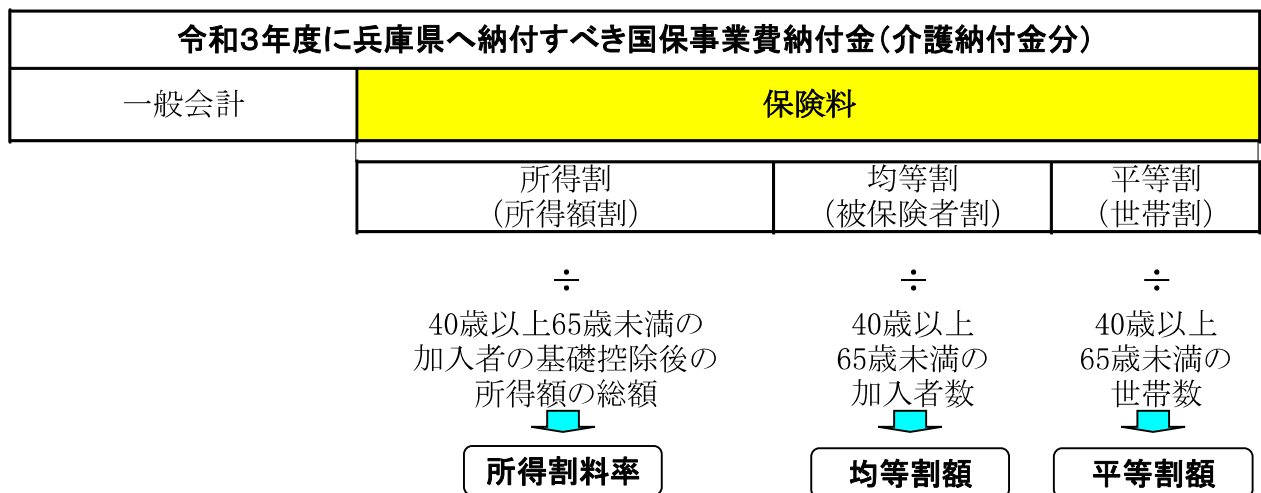 令和3年度に兵庫県へ納付すべき国保事業費納付金(介護納付金分)
一般会計
保険料
所得割
(所得額割)
均等割
(被保険者割)
平等割
(世帯割)
÷
÷
÷
40歳以上65歳未満の
加入者の基礎控除後の
所得額の総額
40歳以上
65歳未満の
加入者数
40歳以上
65歳未満の
世帯数
所得割料率
均等割額
平等割額